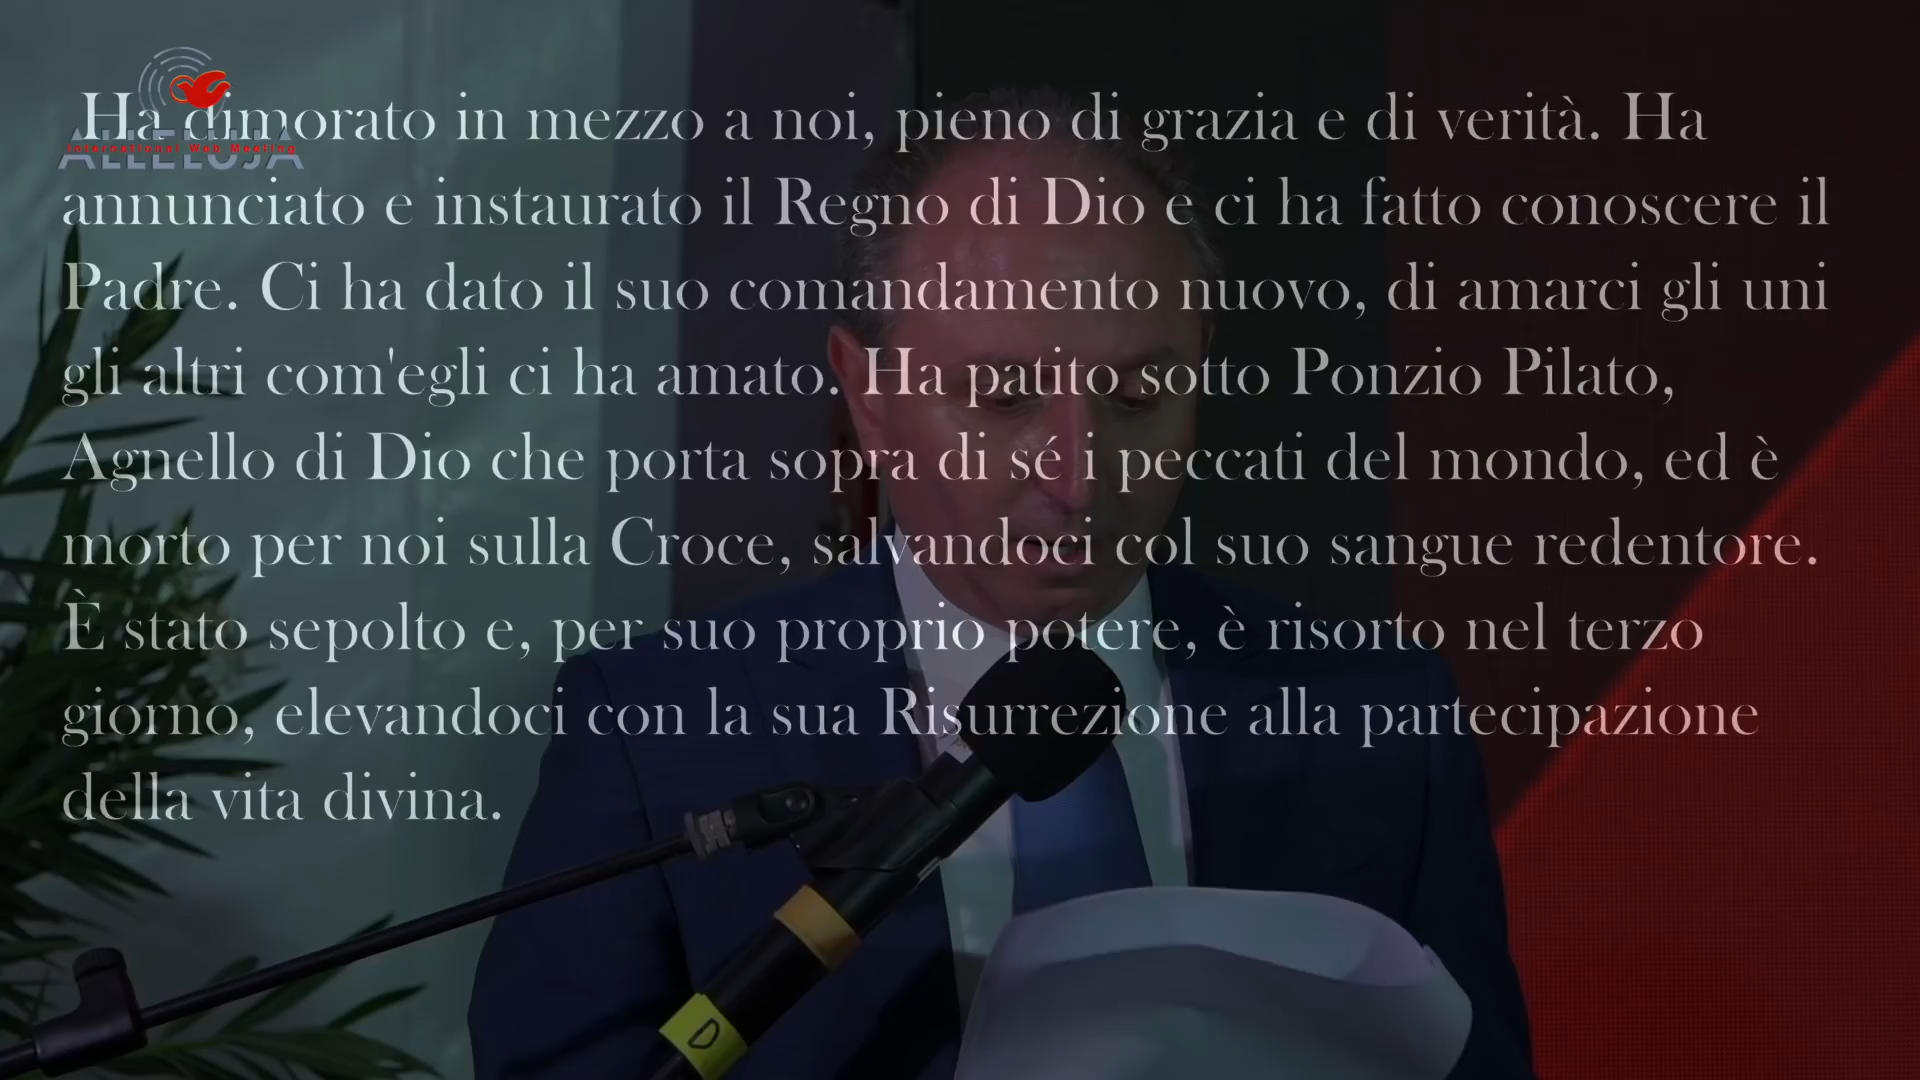 ALLELUJA
International Web Meeting
Ha dimorato in mezzo a noi, pieno di grazia e di verità. Ha
annunciato e instaurato il Regno di Dio e ci ha fatto conoscere il
Padre. Ci ha dato il suo comandamento nuovo, di amarci gli uni
gli altri com'egli ci ha amato. Ha patito sotto Ponzio Pilato,
Agnello di Dio che porta sopra di sé i peccati del mondo, ed è
morto per noi sulla Croce, salvandoci col suo sangue redentore.
È stato sepolto e, per suo proprio potere, è risorto nel terzo
giorno, elevandoci con la sua Risurrezione alla partecipazione
della vita divina.
D